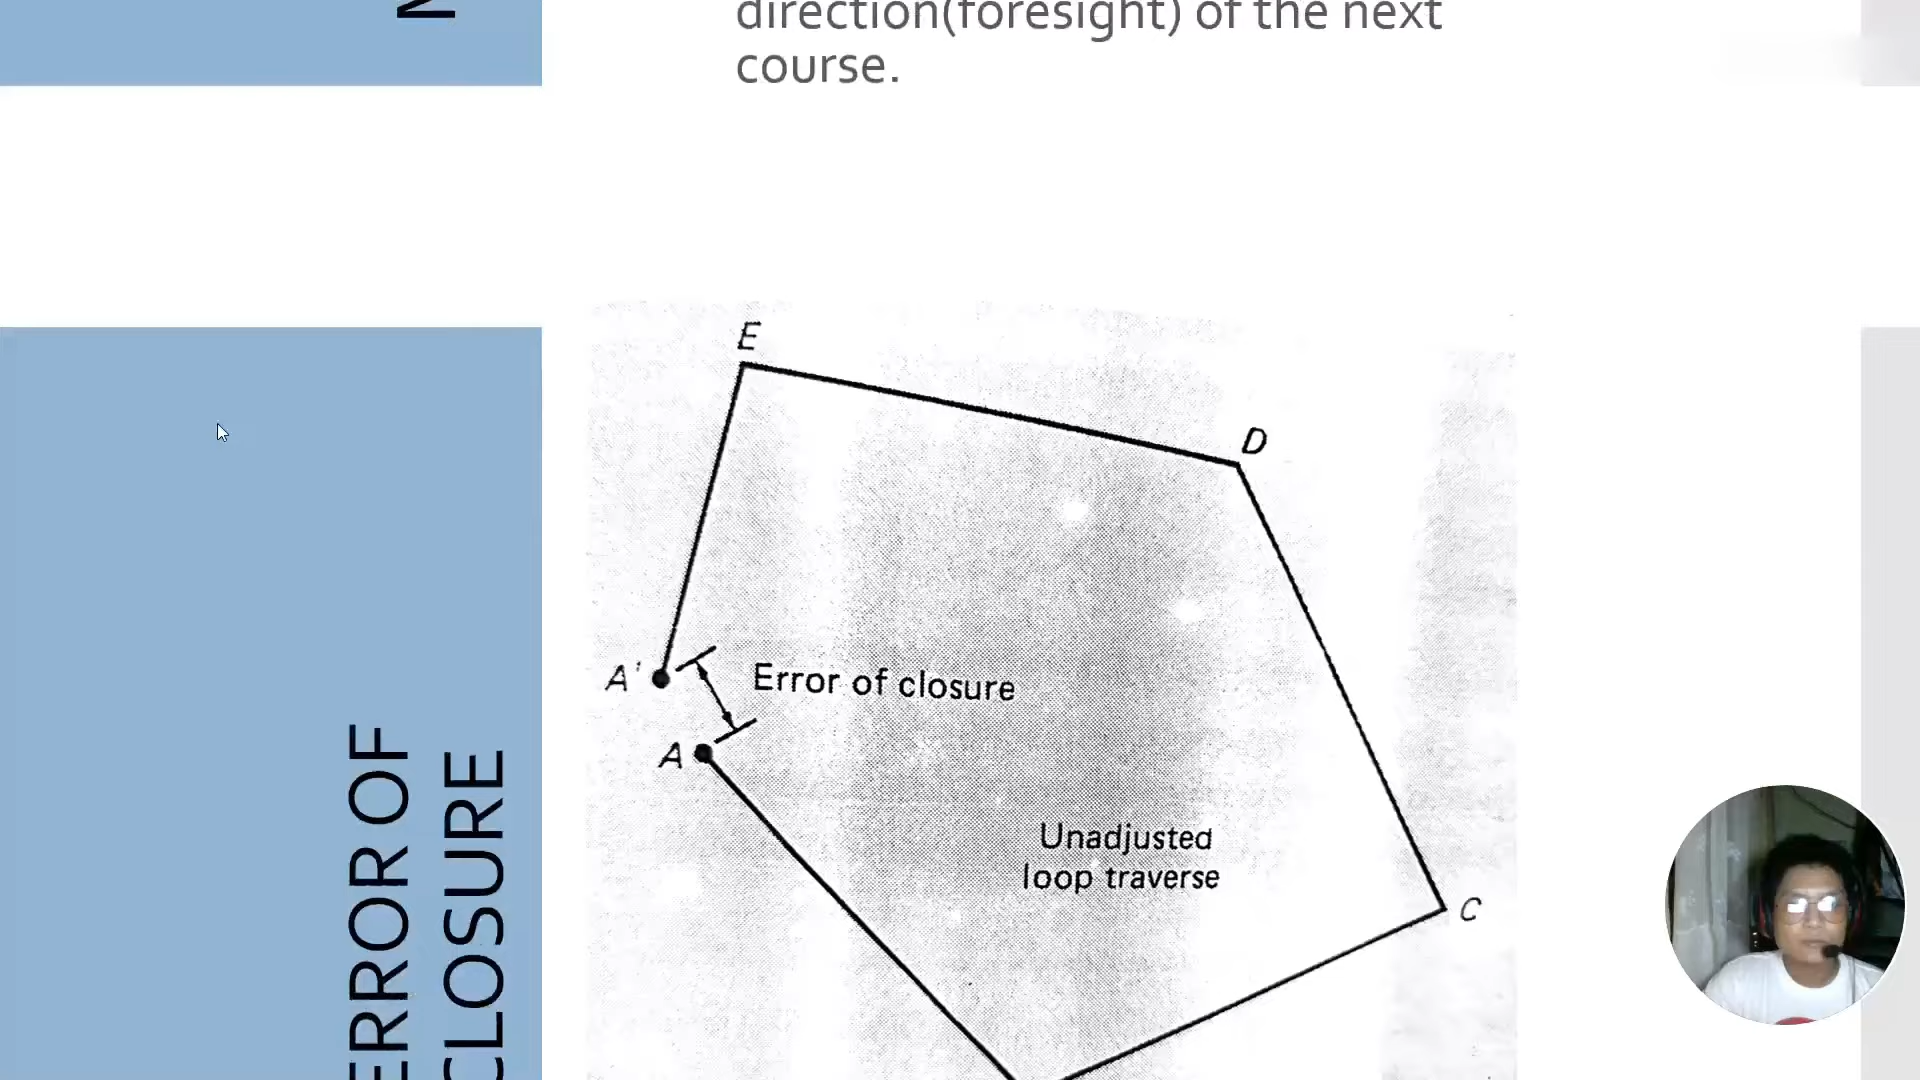 direction(foresight) of the next
course.
ERROR OF
CLOSURE
E
D
A'
Error of closure
A
Unadjusted
loop traverse
C